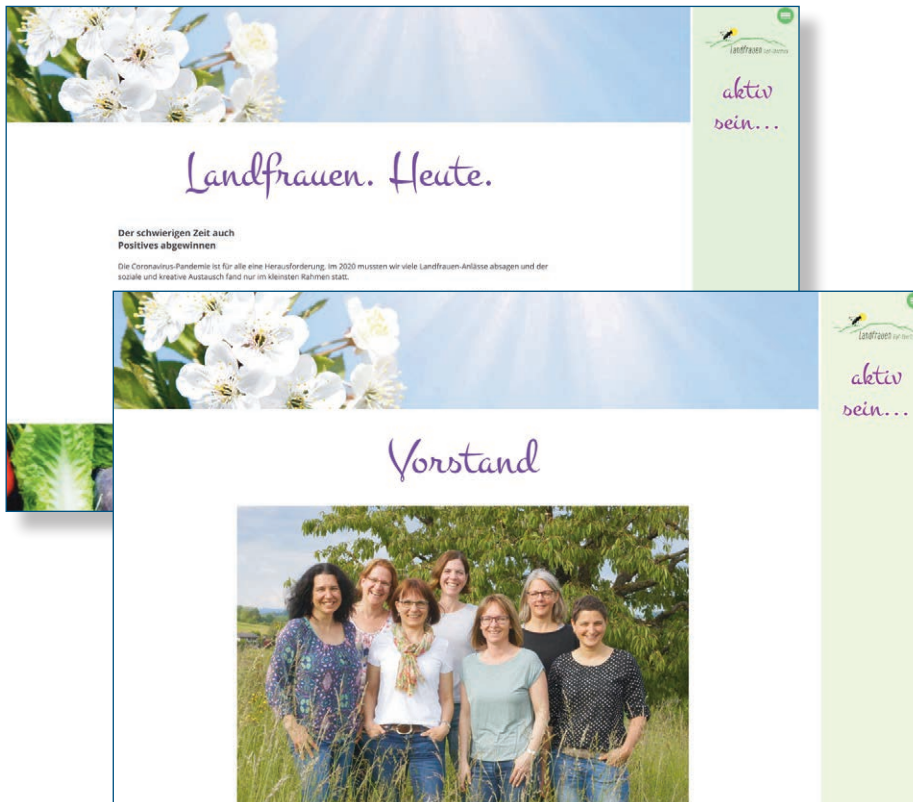 Landfrauen
aktiv
sein...
Landfrauen. Heute.
Der schwierigen Zeit auch
Positives abgewinnen
Die Coronavirus-Pandemie ist für alle eine Herausforderung. Im 2020 mussten wir viele Landfrauen-Anlässe absagen und der
soziale und kreative Austausch fand nur im kleinsten Rahmen statt.
Landfrauen
aktiv
sein...
Vorstand